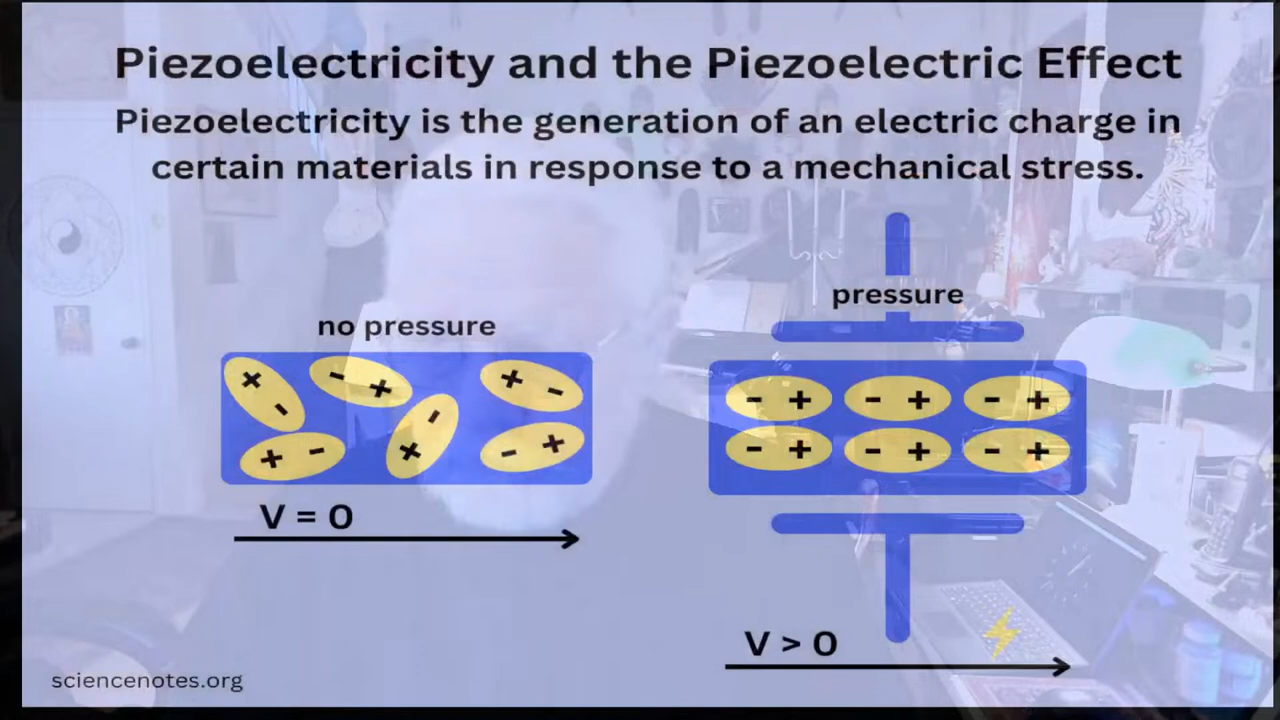 Piezoelectricity and the Piezoelectric Effect
Piezoelectricity is the generation of an electric charge in
certain materials in response to a mechanical stress.
no pressure
pressure
+ - - + + - + - + - - +
- + - + - + - + - + - +
V = 0
V > 0
sciencenotes.org